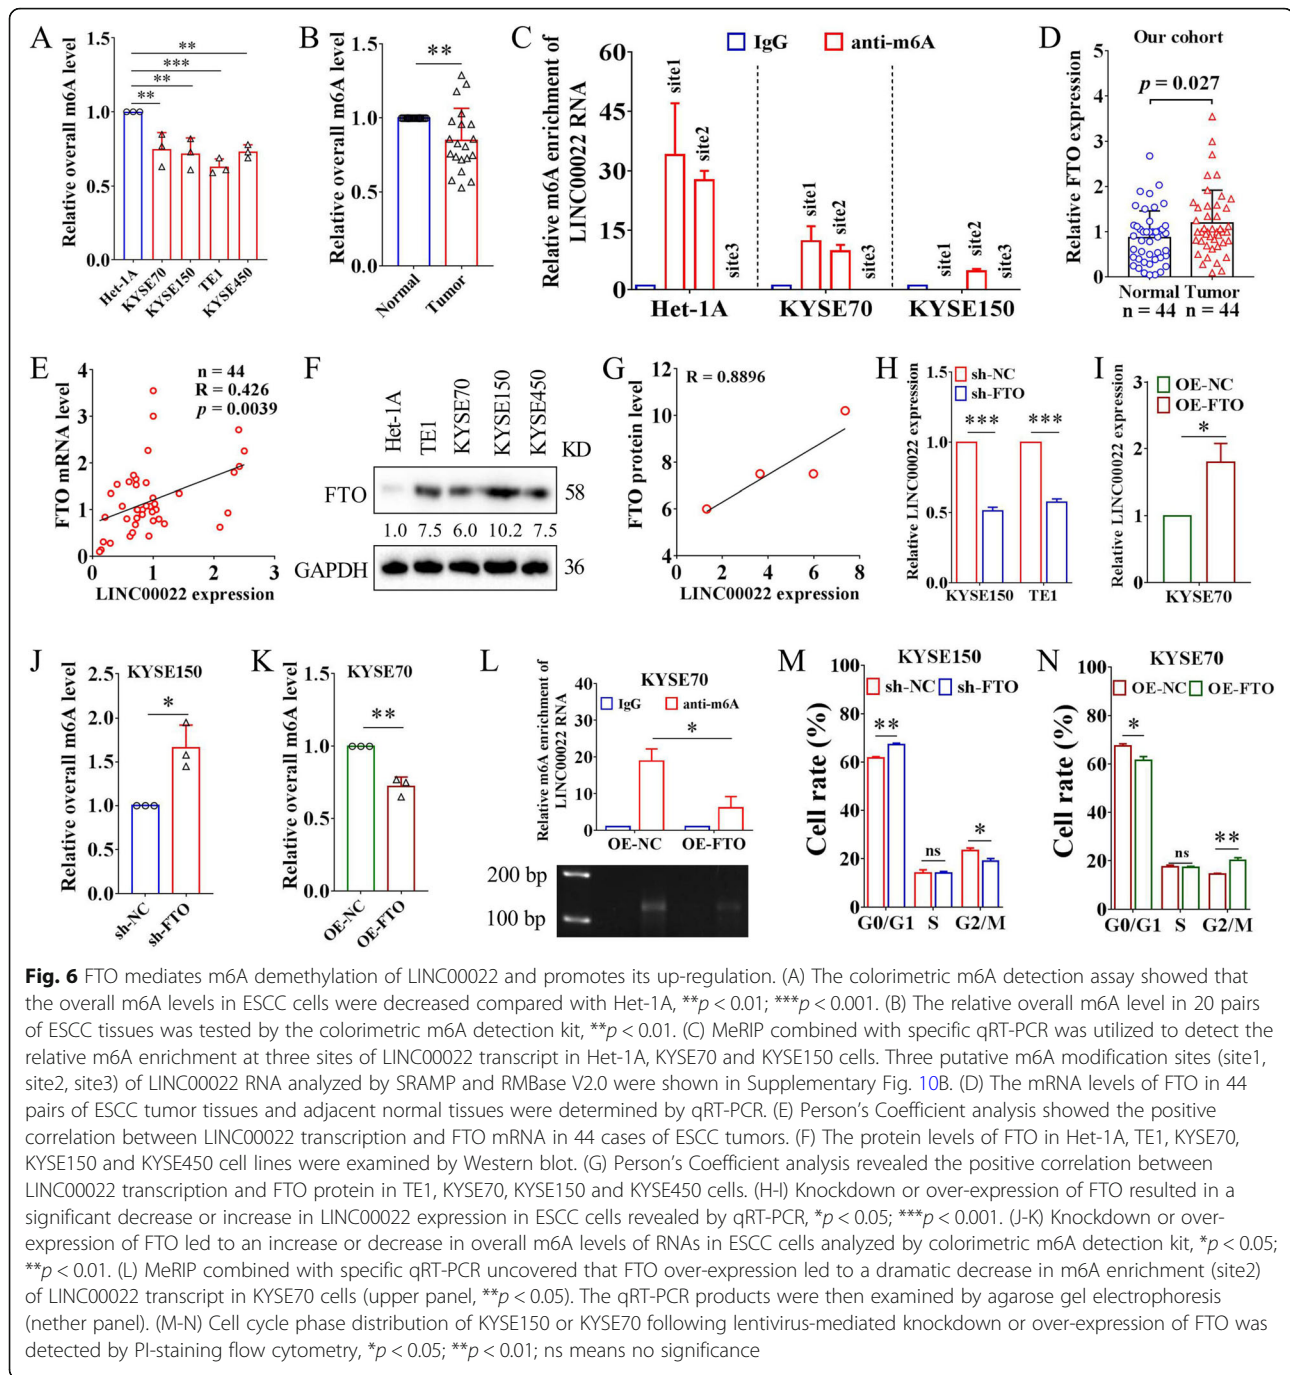 A
Relative overall m6A level
1.5
1.0
0.5
0.0
**
***
**
**
Het-1A
KYSE70
KYSE150
TE1
KYSE450
B
Relative overall m6A level
1.5
1.0
0.5
0.0
**
Normal
Tumor
C
IgG
anti-m6A
Relative m6A enrichment of
LINC00022 RNA
60
45
30
15
0
site1
site2
site3
site1
site2
site3
site1
site2
site3
Het-1A
KYSE70
KYSE150
D
Our cohort
p = 0.027
Relative FTO expression
5
4
3
2
1
0
Normal Tumor
n = 44 n = 44
E
n = 44
R = 0.426
p = 0.0039
FTO mRNA level
4
3
2
1
0
0 1 2 3
LINC00022 expression
F
Het-1A
TE1
KYSE70
KYSE150
KYSE450
KD
FTO
58
1.0 7.5 6.0 10.2 7.5
GAPDH
36
G
R = 0.8896
FTO protein level
12
10
8
6
4
0 2 4 6 8
LINC00022 expression
H
sh-NC
sh-FTO
Relative LINC00022 expression
1.5
1.0
0.5
0.0
*** ***
KYSE150 TE1
I
OE-NC
OE-FTO
Relative LINC00022 expression
3
2
1
0
*
KYSE70
J
KYSE150
Relative overall m6A level
2.5
2.0
1.5
1.0
0.5
0.0
*
sh-NC
sh-FTO
K
KYSE70
Relative overall m6A level
1.5
1.0
0.5
0.0
**
OE-NC
OE-FTO
L
KYSE70
IgG anti-m6A
Relative m6A enrichment of
LINC00022 RNA
60
40
20
0
*
OE-NC OE-FTO
200 bp
100 bp
M
KYSE150
sh-NC sh-FTO
Cell rate (%)
100
80
60
40
20
0
**
ns
*
G0/G1 S G2/M
N
KYSE70
OE-NC OE-FTO
Cell rate (%)
100
80
60
40
20
0
*
ns
**
G0/G1 S G2/M
Fig. 6 FTO mediates m6A demethylation of LINC00022 and promotes its up-regulation. (A) The colorimetric m6A detection assay showed that
the overall m6A levels in ESCC cells were decreased compared with Het-1A, **p < 0.01; ***p < 0.001. (B) The relative overall m6A level in 20 pairs
of ESCC tissues was tested by the colorimetric m6A detection kit, **p < 0.01. (C) MeRIP combined with specific qRT-PCR was utilized to detect the
relative m6A enrichment at three sites of LINC00022 transcript in Het-1A, KYSE70 and KYSE150 cells. Three putative m6A modification sites (site1,
site2, site3) of LINC00022 RNA analyzed by SRAMP and RMBase V2.0 were shown in Supplementary Fig. 10B. (D) The mRNA levels of FTO in 44
pairs of ESCC tumor tissues and adjacent normal tissues were determined by qRT-PCR. (E) Person's Coefficient analysis showed the positive
correlation between LINC00022 transcription and FTO mRNA in 44 cases of ESCC tumors. (F) The protein levels of FTO in Het-1A, TE1, KYSE70,
KYSE150 and KYSE450 cell lines were examined by Western blot. (G) Person's Coefficient analysis revealed the positive correlation between
LINC00022 transcription and FTO protein in TE1, KYSE70, KYSE150 and KYSE450 cells. (H-I) Knockdown or over-expression of FTO resulted in a
significant decrease or increase in LINC00022 expression in ESCC cells revealed by qRT-PCR, *p < 0.05; ***p < 0.001. (J-K) Knockdown or over-
expression of FTO led to an increase or decrease in overall m6A levels of RNAs in ESCC cells analyzed by colorimetric m6A detection kit, *p < 0.05;
**p < 0.01. (L) MeRIP combined with specific qRT-PCR uncovered that FTO over-expression led to a dramatic decrease in m6A enrichment (site2)
of LINC00022 transcript in KYSE70 cells (upper panel, **p < 0.05). The qRT-PCR products were then examined by agarose gel electrophoresis
(nether panel). (M-N) Cell cycle phase distribution of KYSE150 or KYSE70 following lentivirus-mediated knockdown or over-expression of FTO was
detected by PI-staining flow cytometry, *p < 0.05; **p < 0.01; ns means no significance